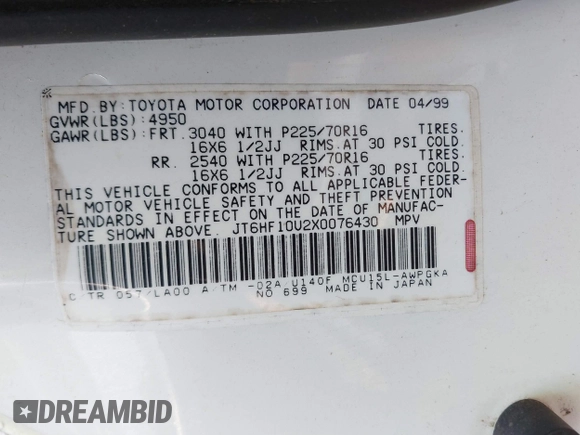 MFD. BY: TOYOTA MOTOR CORPORATION DATE 04/99
GVWR(LBS):4950
GAWR(LBS):FRT. 3040 WITH P225/70R16 TIRES.
16X6 1/2JJ RIMS.AT 30 PSI COLD.
RR. 2540 WITH P225/70R16 TIRES.
16X6 1/2JJ RIMS.AT 30 PSI COLD.
THIS VEHICLE CONFORMS TO ALL APPLICABLE FEDER-
AL MOTOR VEHICLE SAFETY AND THEFT PREVENTION
STANDARDS IN EFFECT ON THE DATE OF MANUFAC-
TURE SHOWN ABOVE. JT6HF10U2X0076430 MPV
C/TR 057/LA00 A/TM -02A/U140F MCU15L-AWPGKA
NO 699 MADE IN JAPAN
DREAMBID